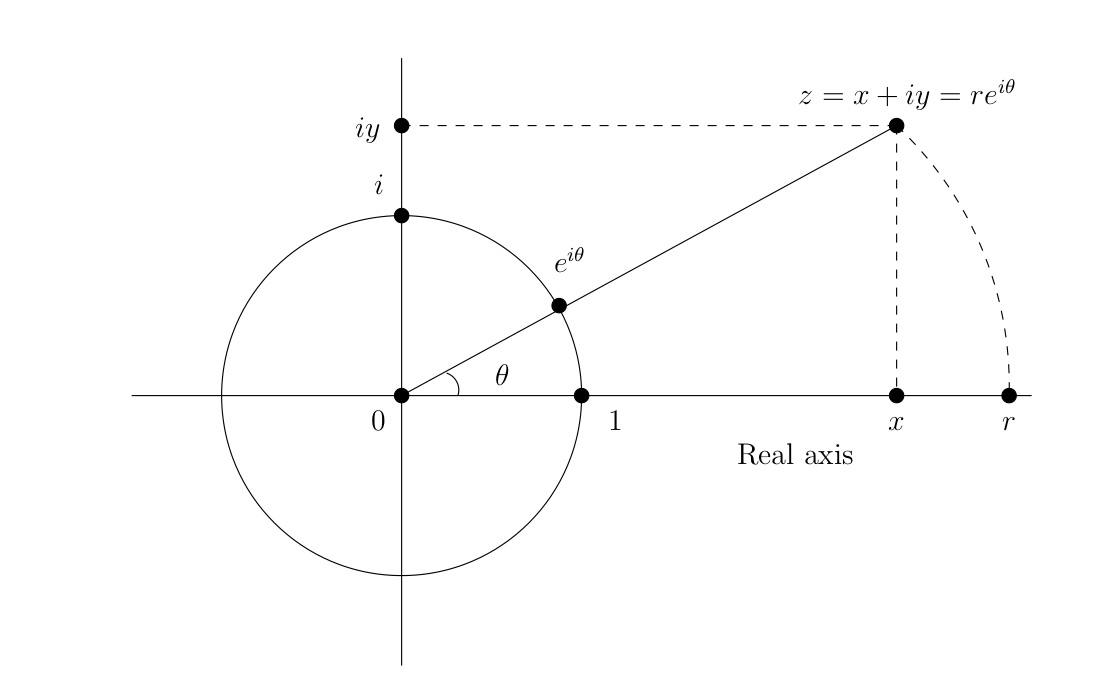 z = x + iy = re^{iθ}
iy
i
e^{iθ}
θ
0
1
x
r
Real axis